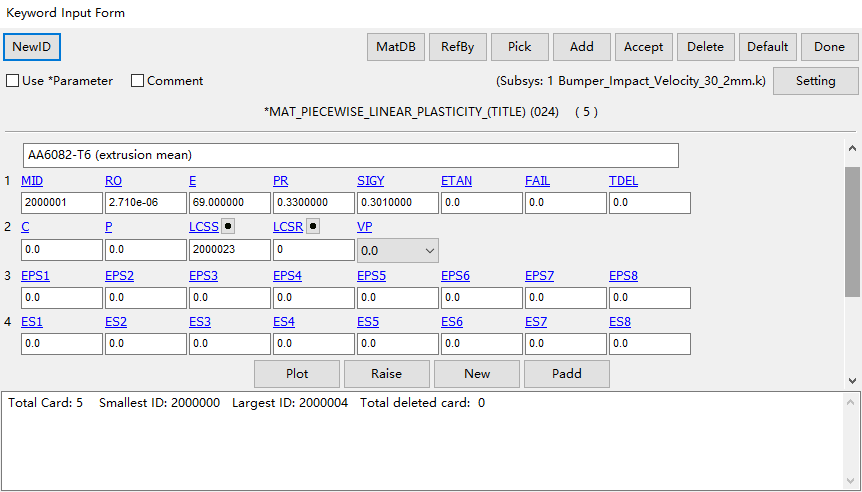 Keyword Input Form
NewID MatDB RefBy Pick Add Accept Delete Default Done
Use *Parameter Comment (Subsys: 1 Bumper_Impact_Velocity_30_2mm.k) Setting
*MAT_PIECEWISE_LINEAR_PLASTICITY_(TITLE) (024) ( 5 )
AA6082-T6 (extrusion mean)
1 MID RO E PR SIGY ETAN FAIL TDEL
2000001 2.710e-06 69.000000 0.3300000 0.3010000 0.0 0.0 0.0
2 C P LCSS LCSR VP
0.0 0.0 2000023 0 0.0
3 EPS1 EPS2 EPS3 EPS4 EPS5 EPS6 EPS7 EPS8
0.0 0.0 0.0 0.0 0.0 0.0 0.0 0.0
4 ES1 ES2 ES3 ES4 ES5 ES6 ES7 ES8
0.0 0.0 0.0 0.0 0.0 0.0 0.0 0.0
Plot Raise New Padd
Total Card: 5 Smallest ID: 2000000 Largest ID: 2000004 Total deleted card: 0